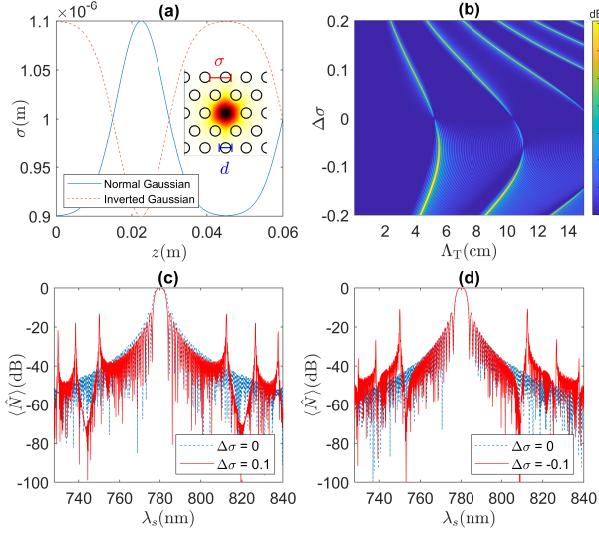 (a)
×10⁻⁶
1.1
1.05
1
0.95
0.9
σ(m)
0
0.02
0.04
0.06
z(m)
σ
d
Normal Gaussian
Inverted Gaussian
(b)
dB
0.2
0.1
0
-0.1
-0.2
Δσ
2
4
6
8
10
12
14
Λ_T(cm)
(c)
0
-20
-40
-60
-80
-100
⟨N̂⟩(dB)
740
760
780
800
820
840
λ_s(nm)
Δσ = 0
Δσ = 0.1
(d)
0
-20
-40
-60
-80
-100
⟨N̂⟩(dB)
740
760
780
800
820
840
λ_s(nm)
Δσ = 0
Δσ = -0.1